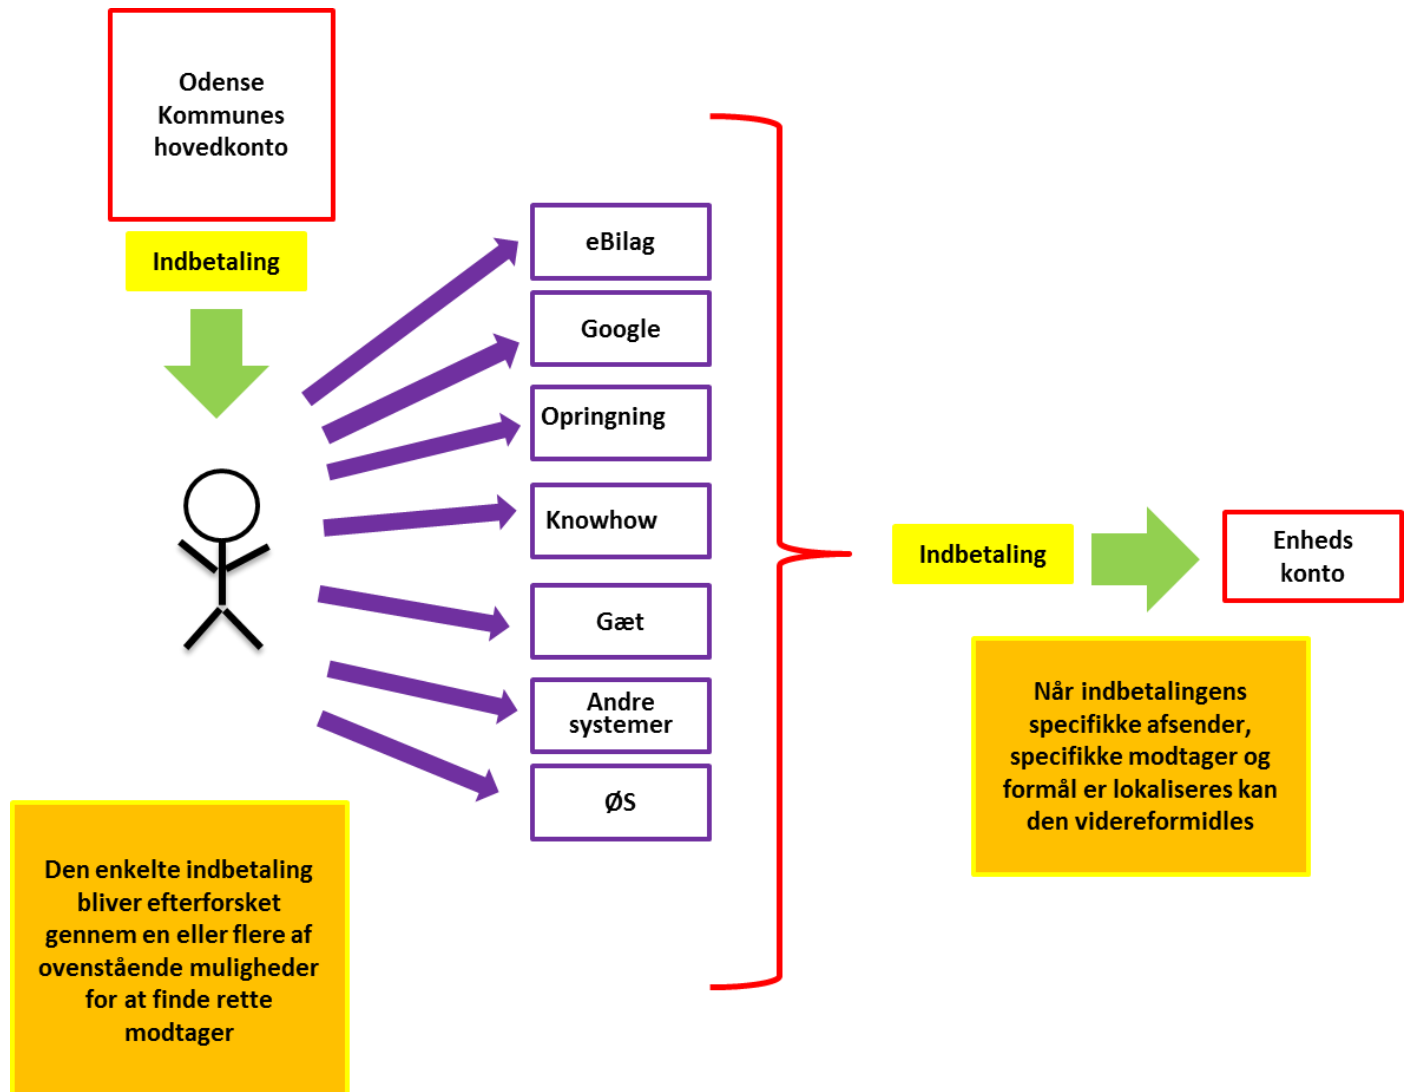 Odense
Kommunes
hovedkonto
Indbetaling
eBilag
Google
Opringning
Knowhow
Gæt
Andre
systemer
ØS
Den enkelte indbetaling
bliver efterforsket
gennem en eller flere af
ovenstående muligheder
for at finde rette
modtager
Indbetaling
Enheds
konto
Når indbetalingens
specifikke afsender,
specifikke modtager og
formål er lokaliseres kan
den videreformidles